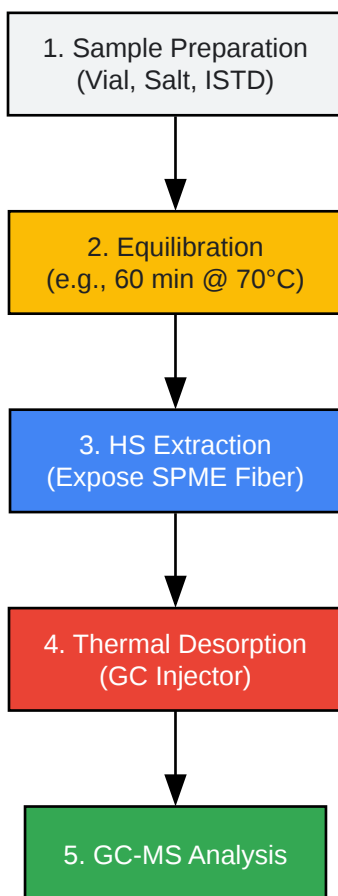 1. Sample Preparation
(Vial, Salt, ISTD)
2. Equilibration
(e.g., 60 min @ 70°C)
3. HS Extraction
(Expose SPME Fiber)
4. Thermal Desorption
(GC Injector)
5. GC-MS Analysis